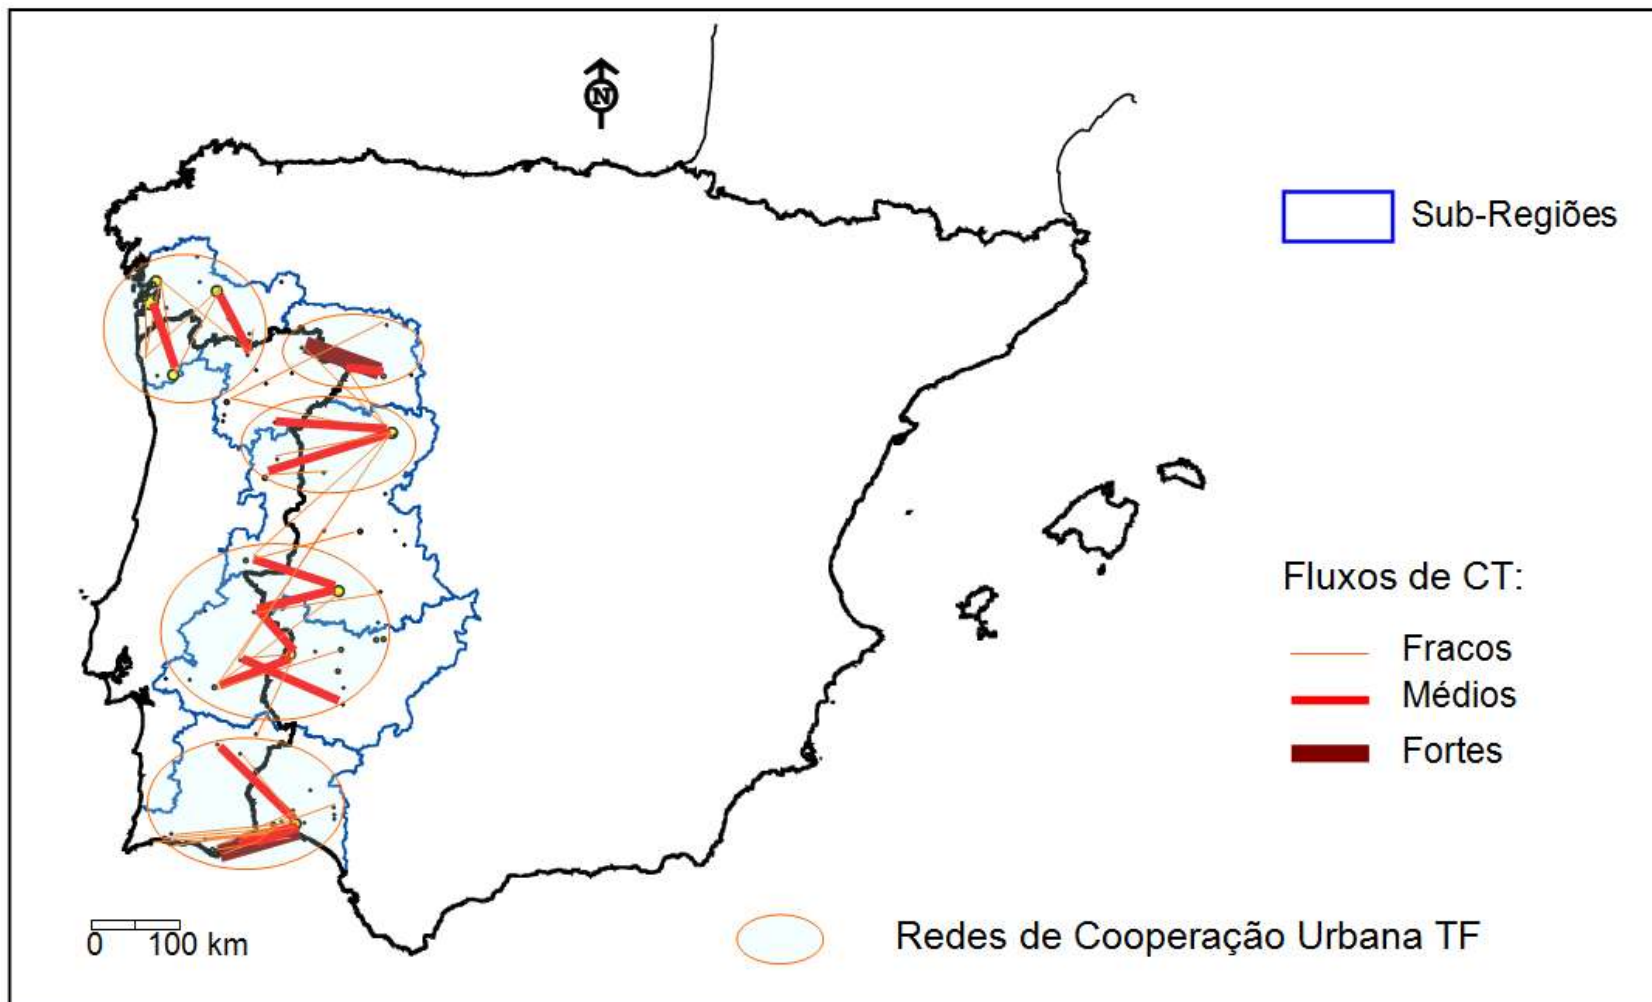 N
Sub-Regiões
Fluxos de CT:
Fracos
Médios
Fortes
0 100 km
Redes de Cooperação Urbana TF